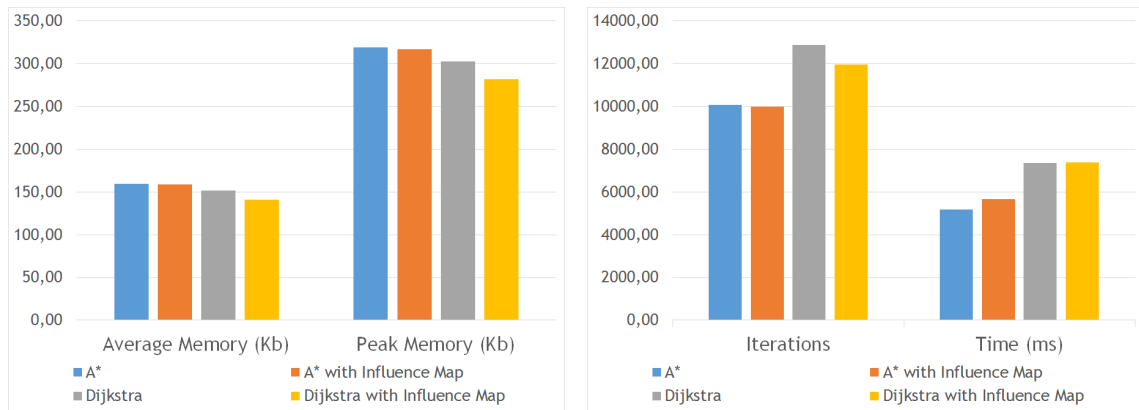 350,00
300,00
250,00
200,00
150,00
100,00
50,00
0,00
Average Memory (Kb) Peak Memory (Kb)
A* A* with Influence Map
Dijkstra Dijkstra with Influence Map
14000,00
12000,00
10000,00
8000,00
6000,00
4000,00
2000,00
0,00
Iterations Time (ms)
A* A* with Influence Map
Dijkstra Dijkstra with Influence Map